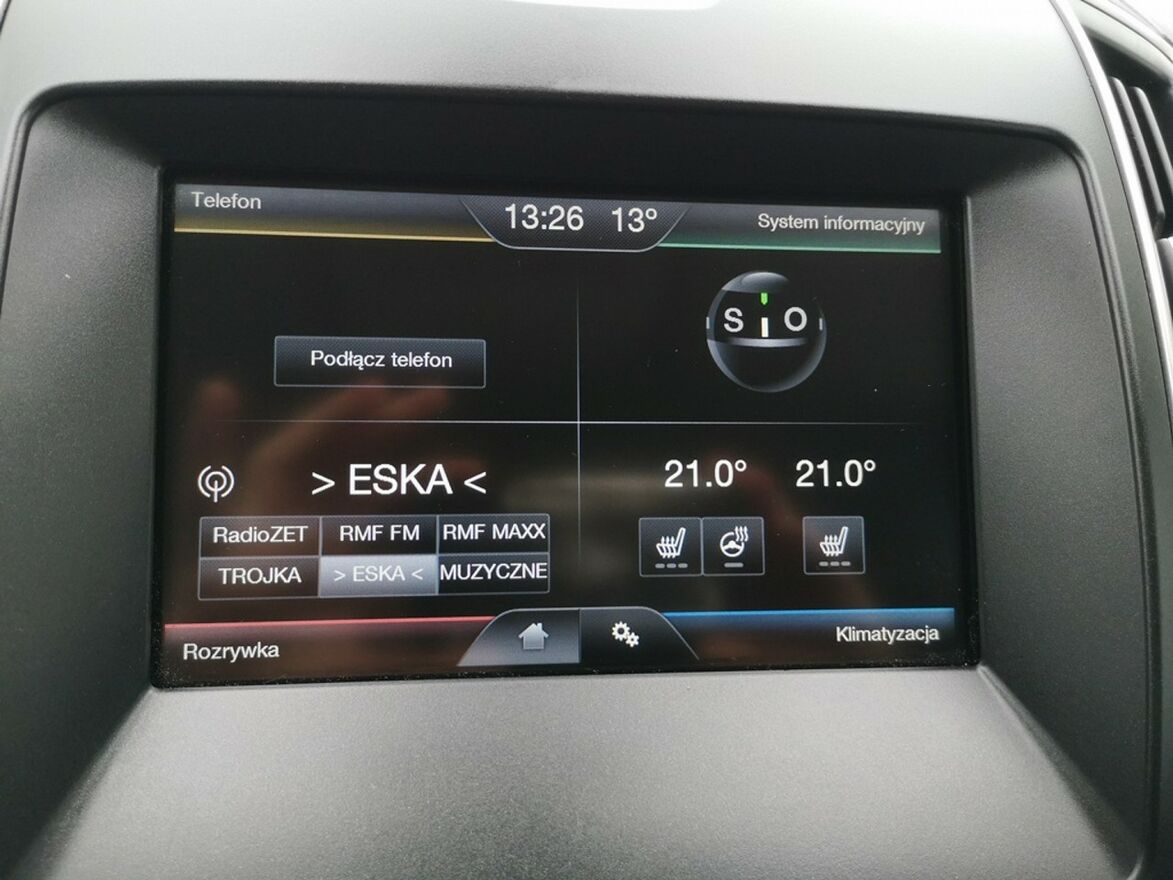 Telefon
13:26 13°
System informacyjny
S O
Podłącz telefon
> ESKA <
21.0° 21.0°
RadioZET RMF FM RMF MAXX
TROJKA > ESKA < MUZYCZNE
Rozrywka
Klimatyzacja